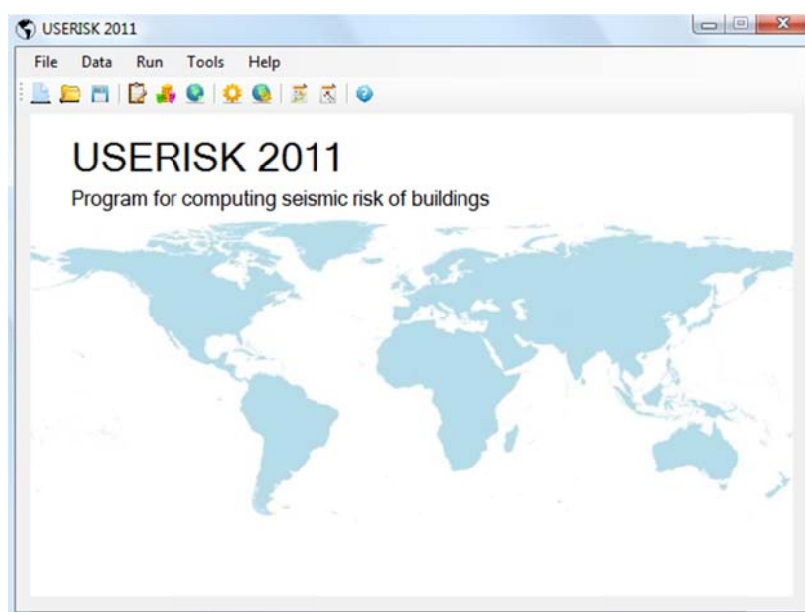 USERISK 2011
File Data Run Tools Help
USERISK 2011
Program for computing seismic risk of buildings